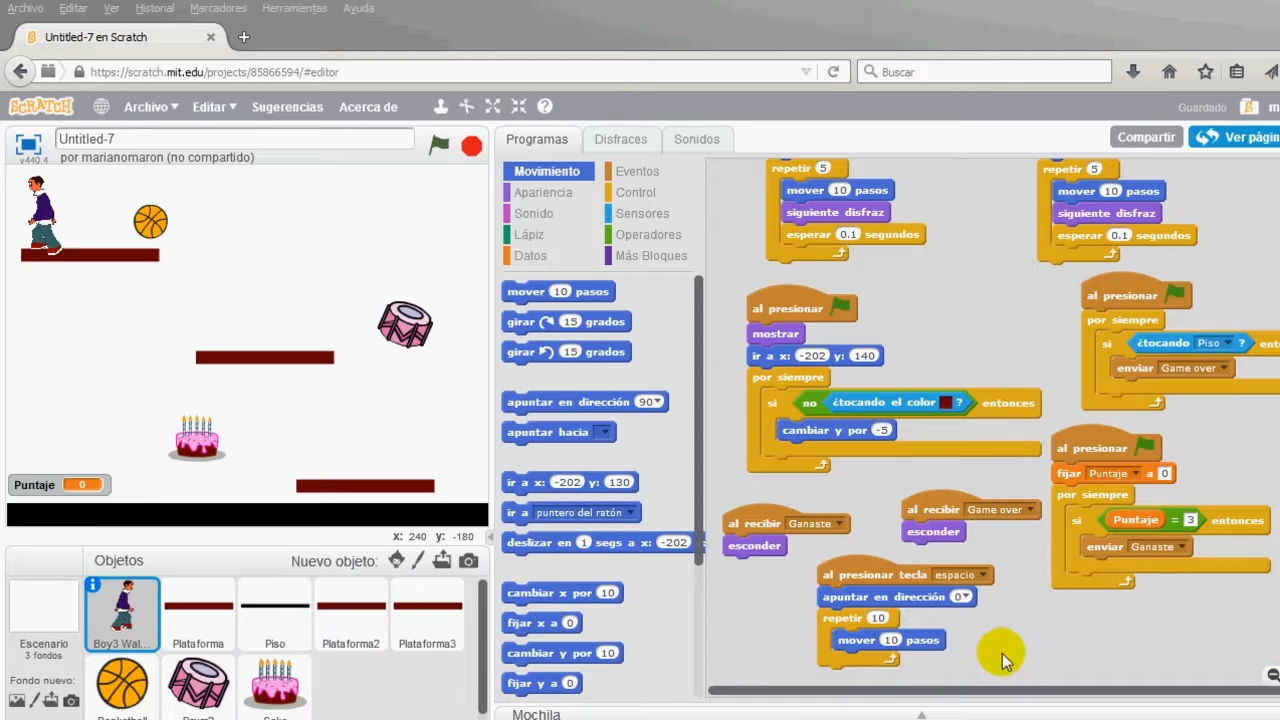 Archivo Editar Ver Historial Marcadores Herramientas Ayuda
Untitled-7 en Scratch
https://scratch.mit.edu/projects/85866594/#editor
Buscar
SCRATCH Archivo Editar Sugerencias Acerca de Guardado m
Untitled-7
v440.4 por marianomaron (no compartido)
Programas Disfraces Sonidos Compartir Ver págin
Movimiento Eventos
Apariencia Control
Sonido Sensores
Lápiz Operadores
Datos Más Bloques
mover 10 pasos
girar 15 grados
girar 15 grados
apuntar en dirección 90
apuntar hacia
ir a x: -202 y: 130
ir a puntero del ratón
deslizar en 1 segs a x: -202
cambiar x por 10
fijar x a 0
cambiar y por 10
fijar y a 0
repetir 5
mover 10 pasos
siguiente disfraz
esperar 0.1 segundos
repetir 5
mover 10 pasos
siguiente disfraz
esperar 0.1 segundos
al presionar
mostrar
ir a x: -202 y: 140
por siempre
si no ¿tocando el color ? entonces
cambiar y por -5
al presionar
por siempre
si ¿tocando Piso ? ento
enviar Game over
al presionar
fijar Puntaje a 0
por siempre
si Puntaje = 3 entonces
enviar Ganaste
al recibir Ganaste
esconder
al recibir Game over
esconder
al presionar tecla espacio
apuntar en dirección 0
repetir 10
mover 10 pasos
Puntaje 0
x: 240 y: -180
Objetos Nuevo objeto:
Escenario
3 fondos
Fondo nuevo:
Boy3 Wal... Plataforma Piso Plataforma2 Plataforma3
Mochila